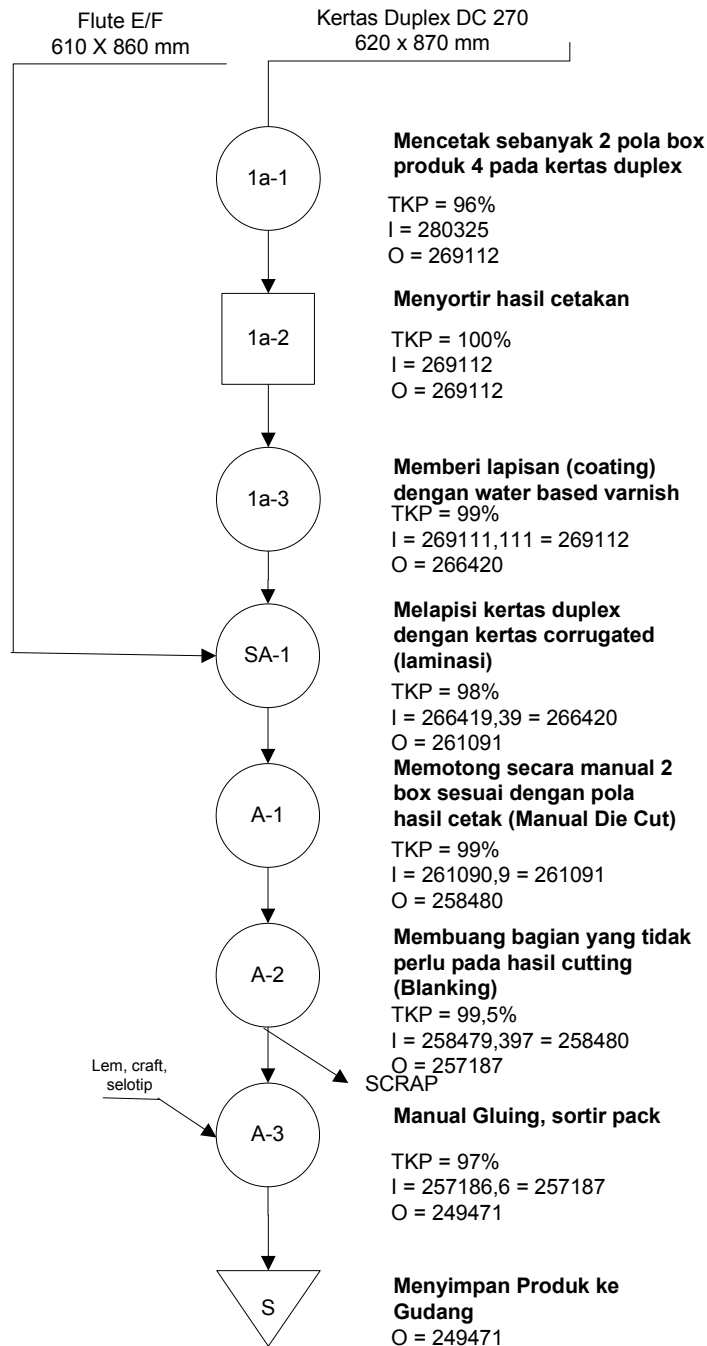 Flute E/F
610 X 860 mm
Kertas Duplex DC 270
620 x 870 mm
1a-1
Mencetak sebanyak 2 pola box
produk 4 pada kertas duplex
TKP = 96%
I = 280325
O = 269112
1a-2
Menyortir hasil cetakan
TKP = 100%
I = 269112
O = 269112
1a-3
Memberi lapisan (coating)
dengan water based varnish
TKP = 99%
I = 269111,111 = 269112
O = 266420
SA-1
Melapisi kertas duplex
dengan kertas corrugated
(laminasi)
TKP = 98%
I = 266419,39 = 266420
O = 261091
A-1
Memotong secara manual 2
box sesuai dengan pola
hasil cetak (Manual Die Cut)
TKP = 99%
I = 261090,9 = 261091
O = 258480
A-2
Membuang bagian yang tidak
perlu pada hasil cutting
(Blanking)
TKP = 99,5%
I = 258479,397 = 258480
O = 257187
SCRAP
Lem, craft,
selotip
A-3
Manual Gluing, sortir pack
TKP = 97%
I = 257186,6 = 257187
O = 249471
S
Menyimpan Produk ke
Gudang
O = 249471